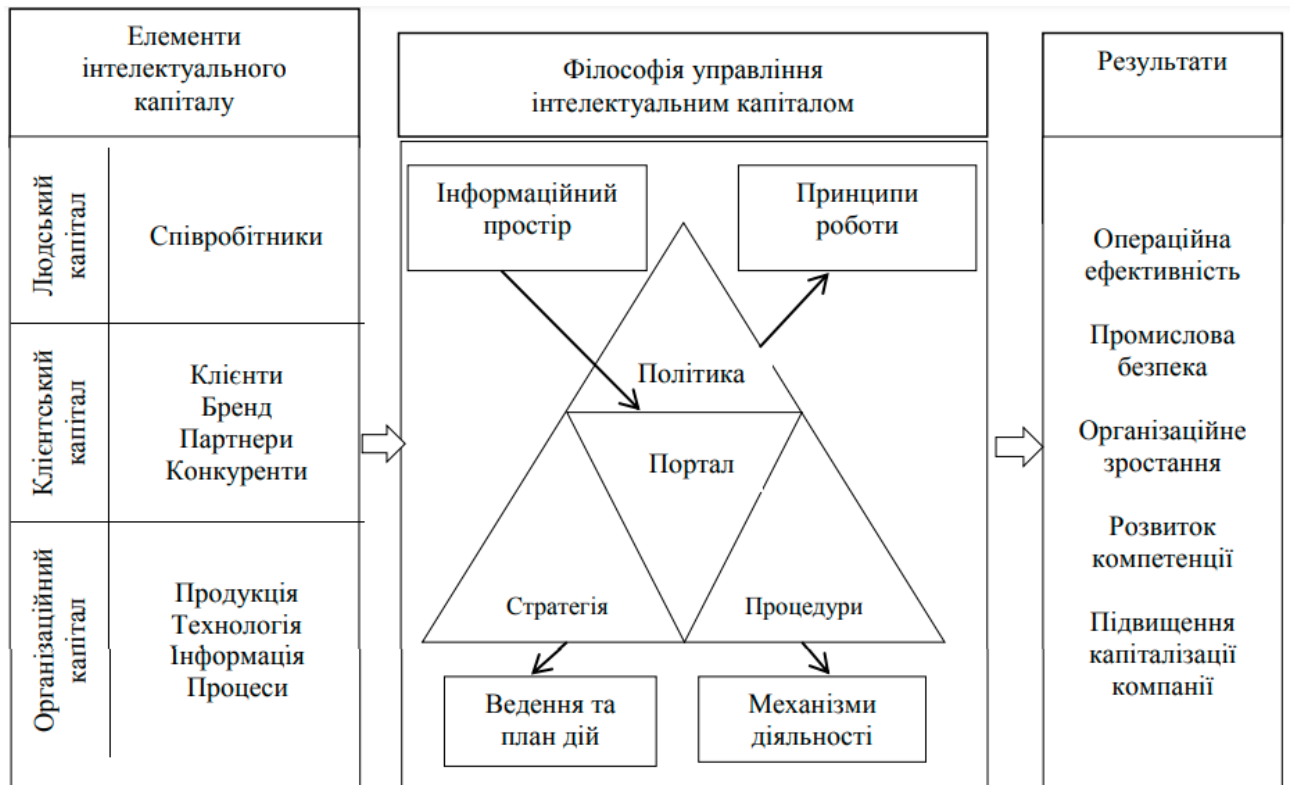 Елементи
інтелектуального
капіталу
Людський
капітал
Співробітники
Клієнтський
капітал
Клієнти
Бренд
Партнери
Конкуренти
Організаційний
капітал
Продукція
Технологія
Інформація
Процеси
Філософія управління
інтелектуальним капіталом
Інформаційний
простір
Принципи
роботи
Політика
Портал
Стратегія
Процедури
Ведення та
план дій
Механізми
діяльності
Результати
Операційна
ефективність
Промислова
безпека
Організаційне
зростання
Розвиток
компетенції
Підвищення
капіталізації
компанії